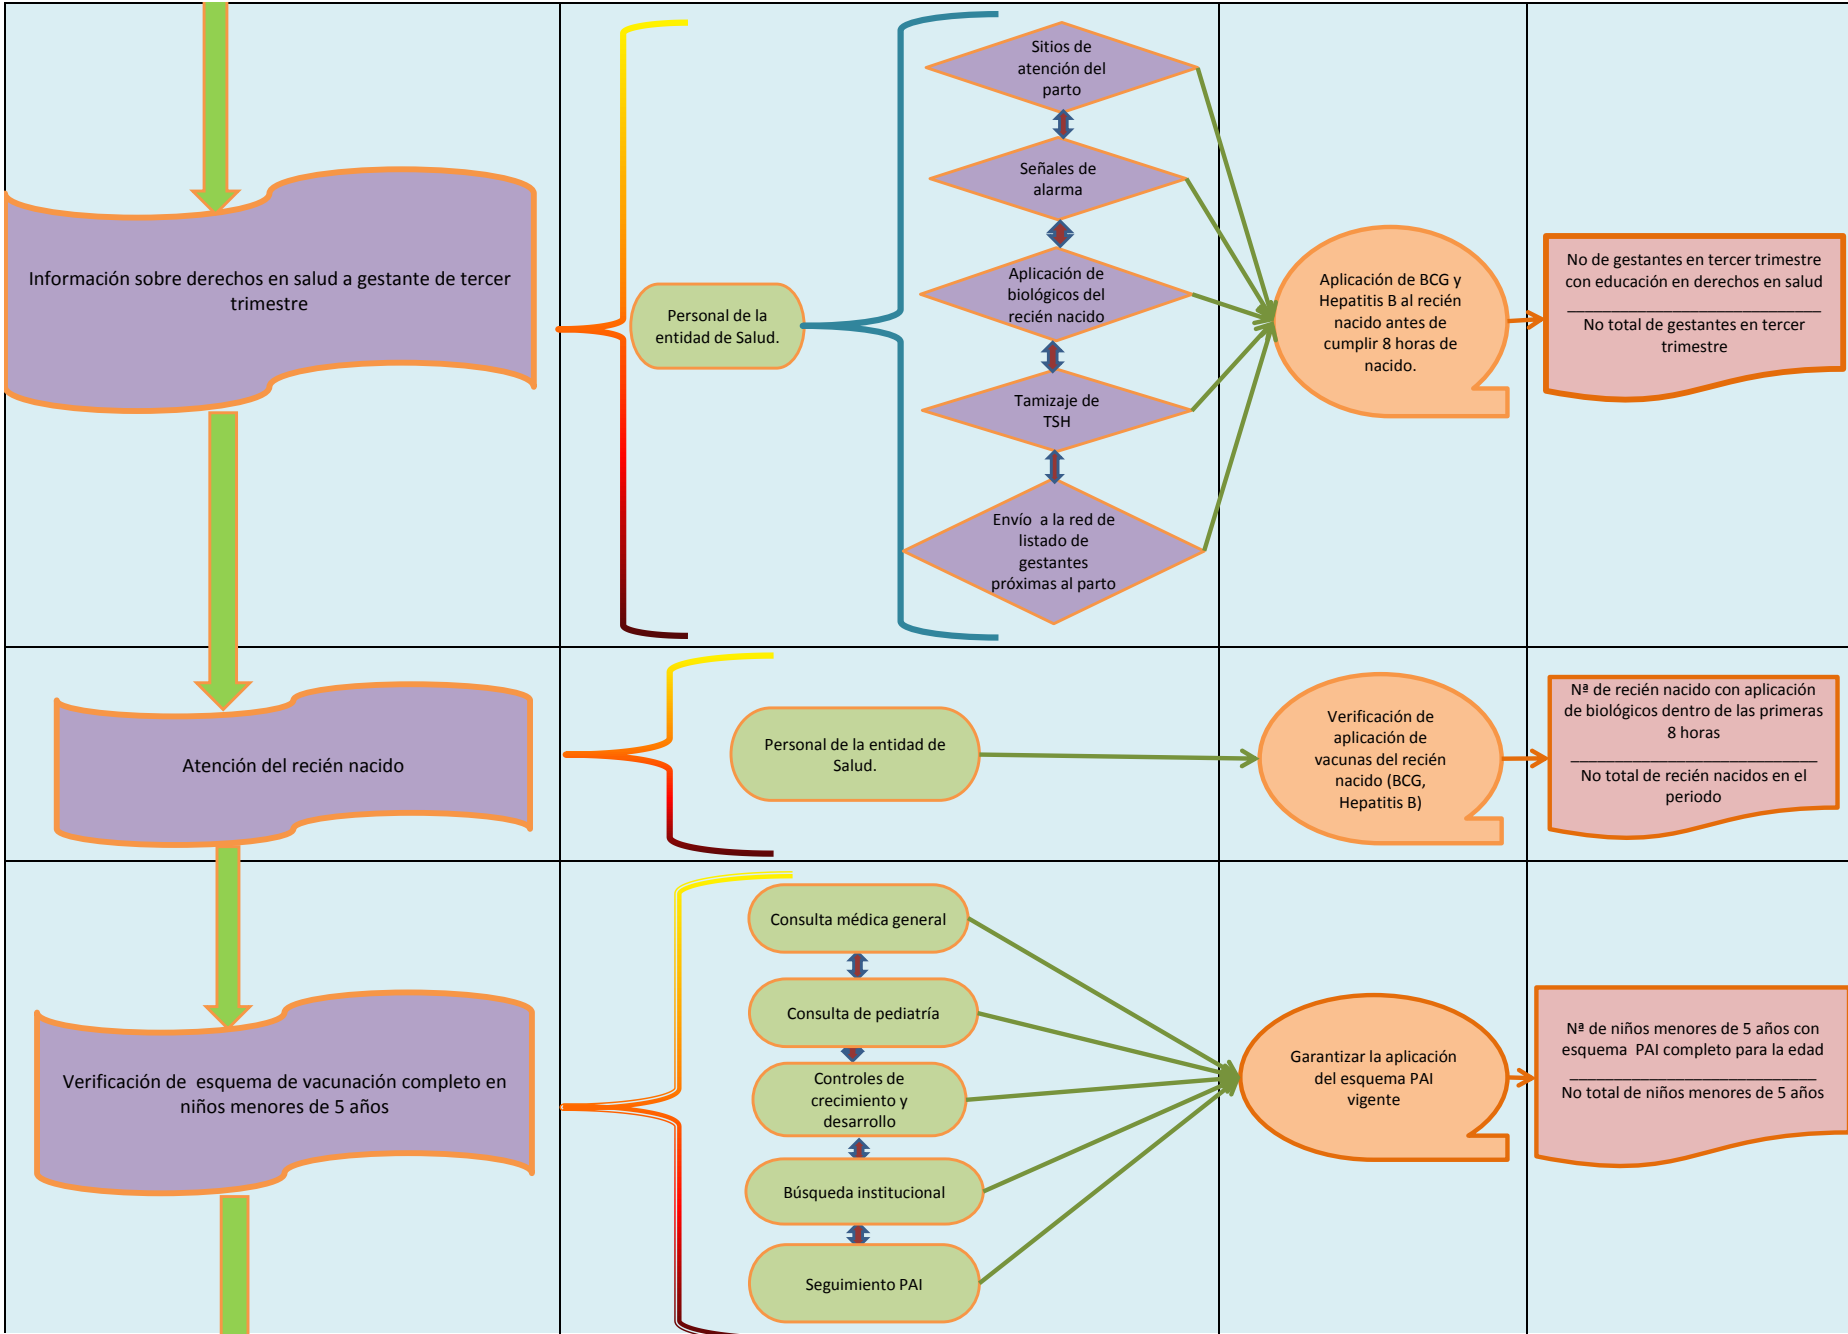 Información sobre derechos en salud a gestante de tercer
trimestre
Personal de la
entidad de Salud.
Sitios de
atención del
parto
Señales de
alarma
Aplicación de
biológicos del
recién nacido
Tamizaje de
TSH
Envío a la red de
listado de
gestantes
próximas al parto
Aplicación de BCG y
Hepatitis B al recién
nacido antes de
cumplir 8 horas de
nacido.
No de gestantes en tercer trimestre
con educación en derechos en salud
No total de gestantes en tercer
trimestre
Atención del recién nacido
Personal de la entidad de
Salud.
Verificación de
aplicación de
vacunas del recién
nacido (BCG,
Hepatitis B)
Nª de recién nacido con aplicación
de biológicos dentro de las primeras
8 horas
No total de recién nacidos en el
periodo
Verificación de esquema de vacunación completo en
niños menores de 5 años
Consulta médica general
Consulta de pediatría
Controles de
crecimiento y
desarrollo
Búsqueda institucional
Seguimiento PAI
Garantizar la aplicación
del esquema PAI
vigente
Nª de niños menores de 5 años con
esquema PAI completo para la edad
No total de niños menores de 5 años